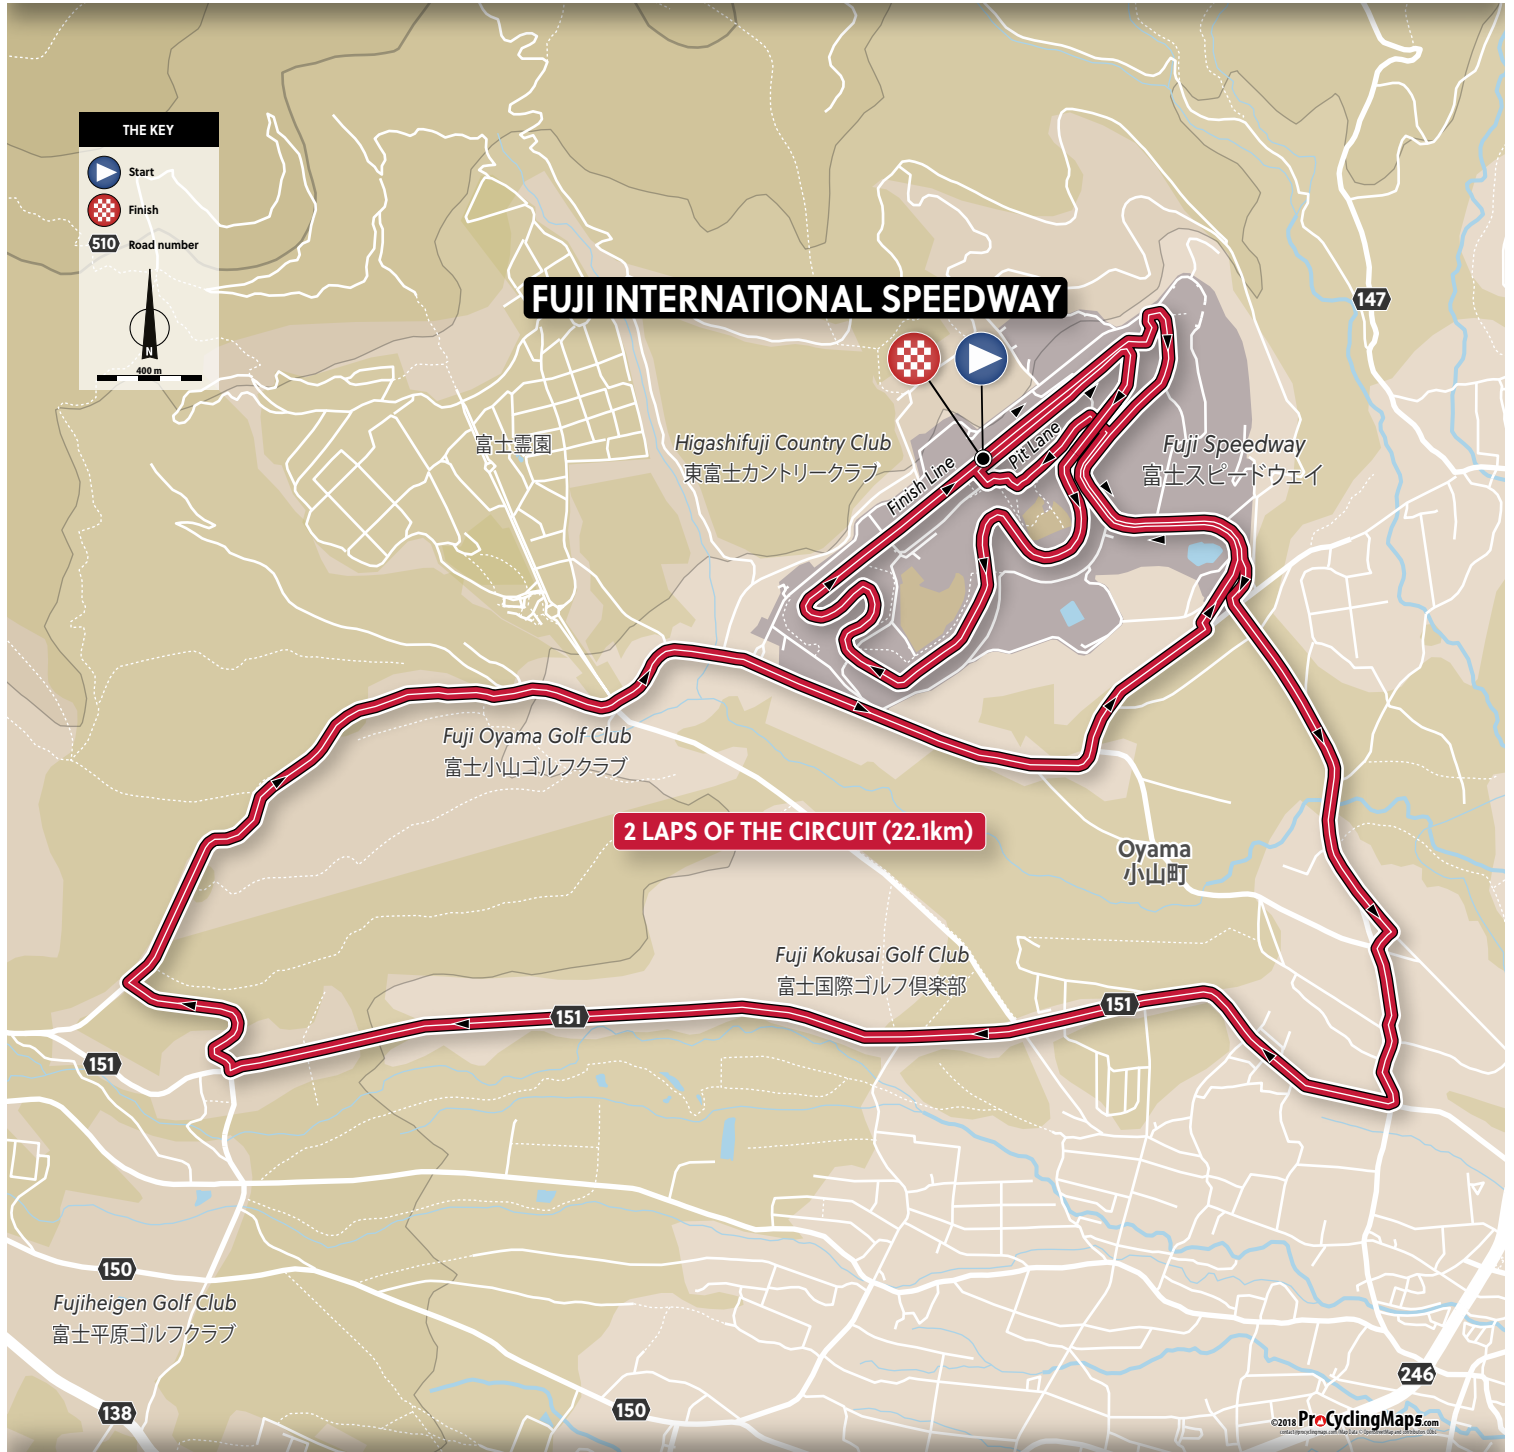 THE KEY
Start
Finish
510 Road number
N
400 m
FUJI INTERNATIONAL SPEEDWAY
147
富士霊園
Higashifuji Country Club
東富士カントリークラブ
Finish Line
Pit Lane
Fuji Speedway
富士スピードウェイ
Fuji Oyama Golf Club
富士小山ゴルフクラブ
2 LAPS OF THE CIRCUIT (22.1km)
Oyama
小山町
Fuji Kokusai Golf Club
富士国際ゴルフ倶楽部
151
151
151
150
Fujiheigen Golf Club
富士平原ゴルフクラブ
138
150
246
©2018 ProCyclingMaps.com